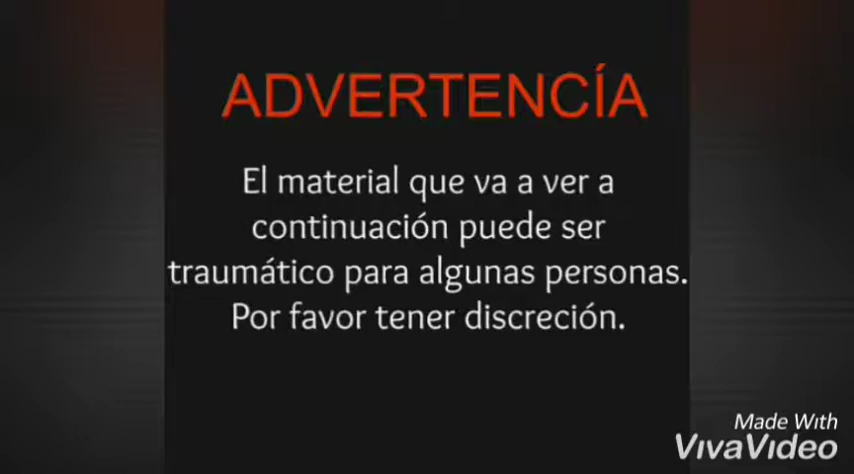 ADVERTENCÍA
El material que va a ver a
continuación puede ser
traumático para algunas personas.
Por favor tener discreción.
Made With
VivaVideo